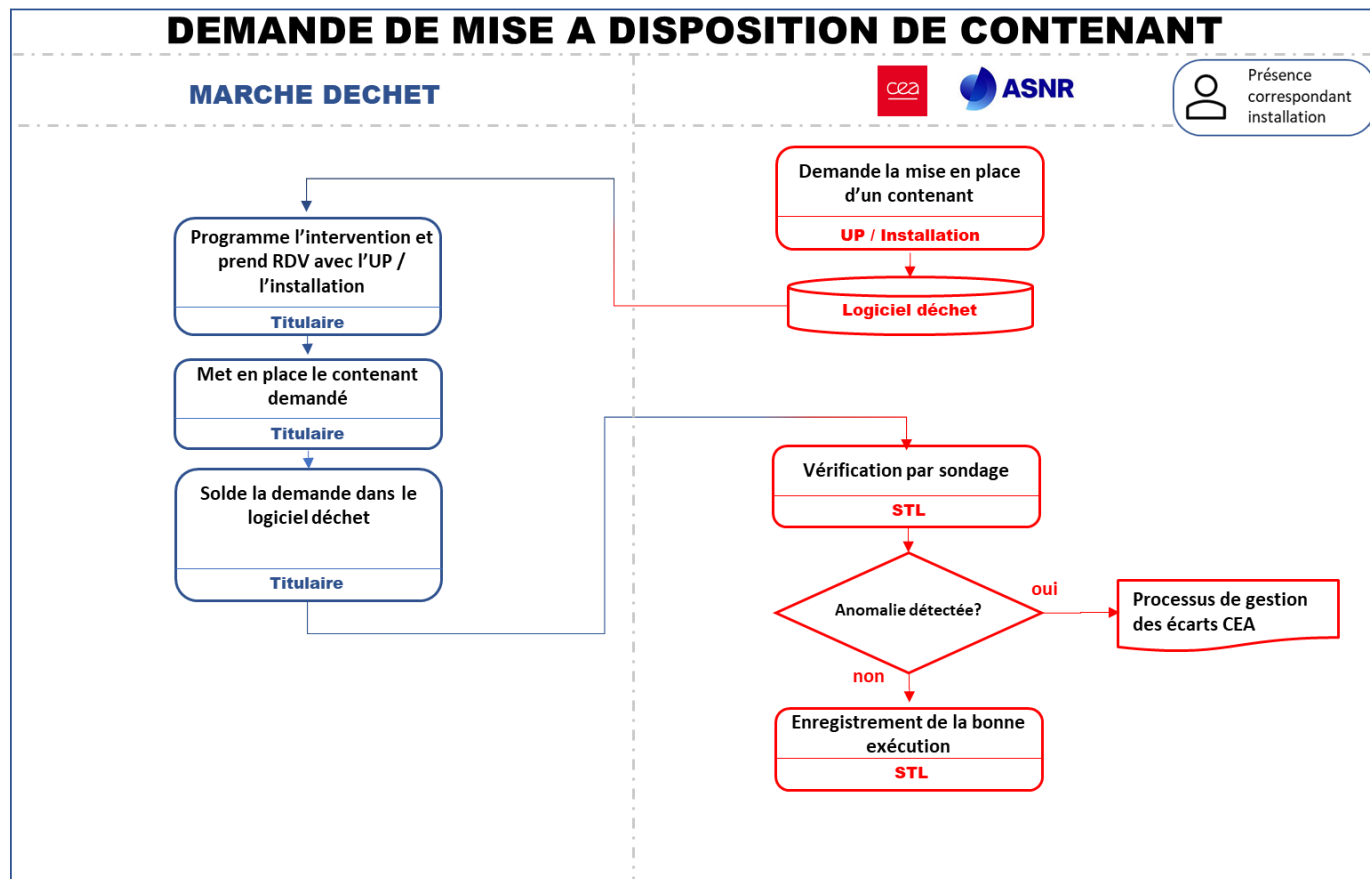 DEMANDE DE MISE A DISPOSITION DE CONTENANT
MARCHE DECHET
cea
ASNR
Présence
correspondant
installation
Demande la mise en place
d’un contenant
UP / Installation
Logiciel déchet
Programme l’intervention et
prend RDV avec l’UP /
l’installation
Titulaire
Met en place le contenant
demandé
Titulaire
Solde la demande dans le
logiciel déchet
Titulaire
Vérification par sondage
STL
Anomalie détectée?
oui
Processus de gestion
des écarts CEA
non
Enregistrement de la bonne
exécution
STL